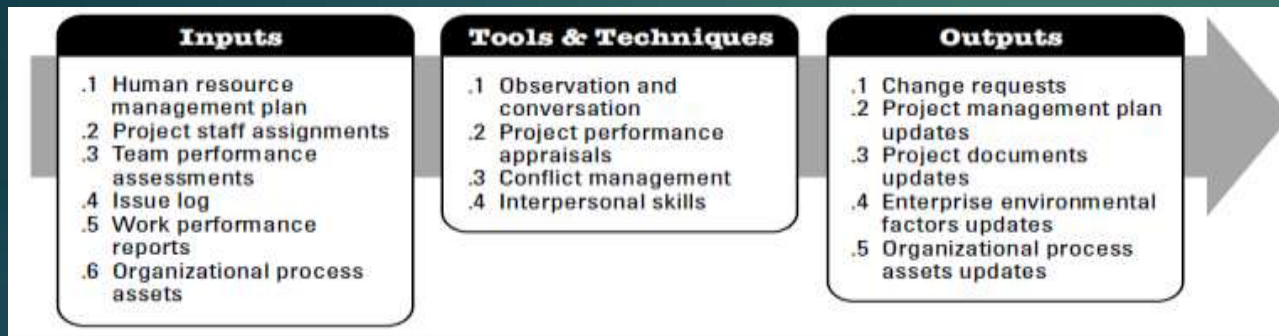 Inputs
.1 Human resource
management plan
.2 Project staff assignments
.3 Team performance
assessments
.4 Issue log
.5 Work performance
reports
.6 Organizational process
assets
Tools & Techniques
.1 Observation and
conversation
.2 Project performance
appraisals
.3 Conflict management
.4 Interpersonal skills
Outputs
.1 Change requests
.2 Project management plan
updates
.3 Project documents
updates
.4 Enterprise environmental
factors updates
.5 Organizational process
assets updates